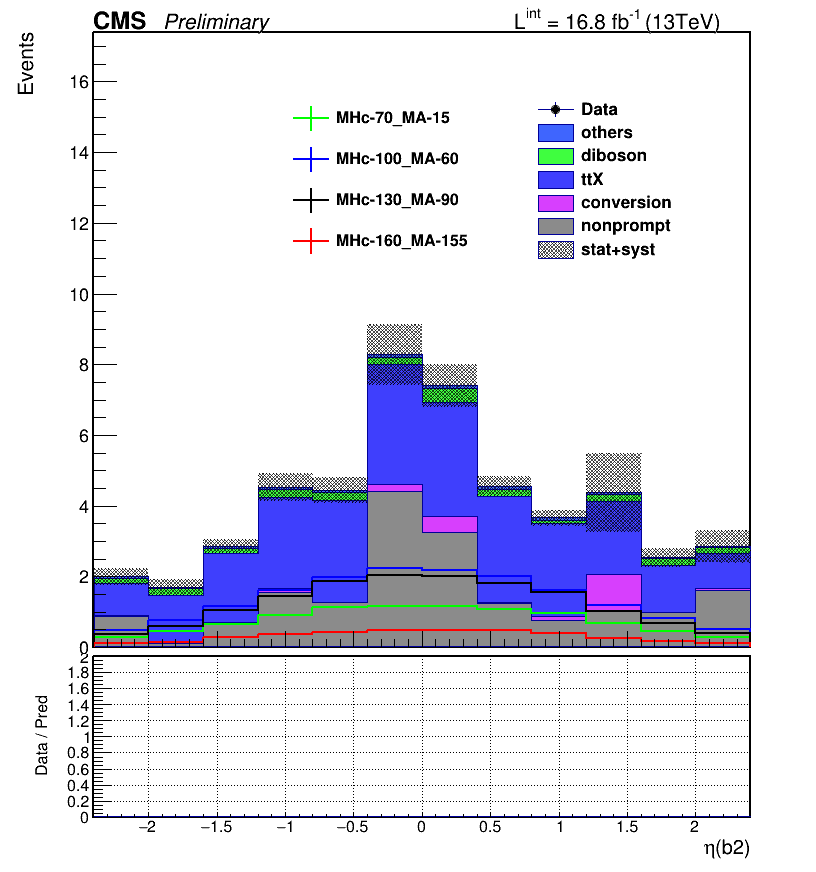 CMS Preliminary L^int = 16.8 fb^-1 (13TeV)
Events
16
14
12
10
8
6
4
2
0
MHc-70_MA-15
MHc-100_MA-60
MHc-130_MA-90
MHc-160_MA-155
Data
others
diboson
ttX
conversion
nonprompt
stat+syst
Data / Pred
2
1.8
1.6
1.4
1.2
1
0.8
0.6
0.4
0.2
0
−2 −1.5 −1 −0.5 0 0.5 1 1.5 2
η(b2)